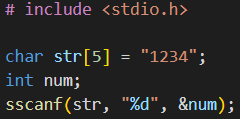 # include <stdio.h>
char str[5] = "1234";
int num;
sscanf(str, "%d", &num);